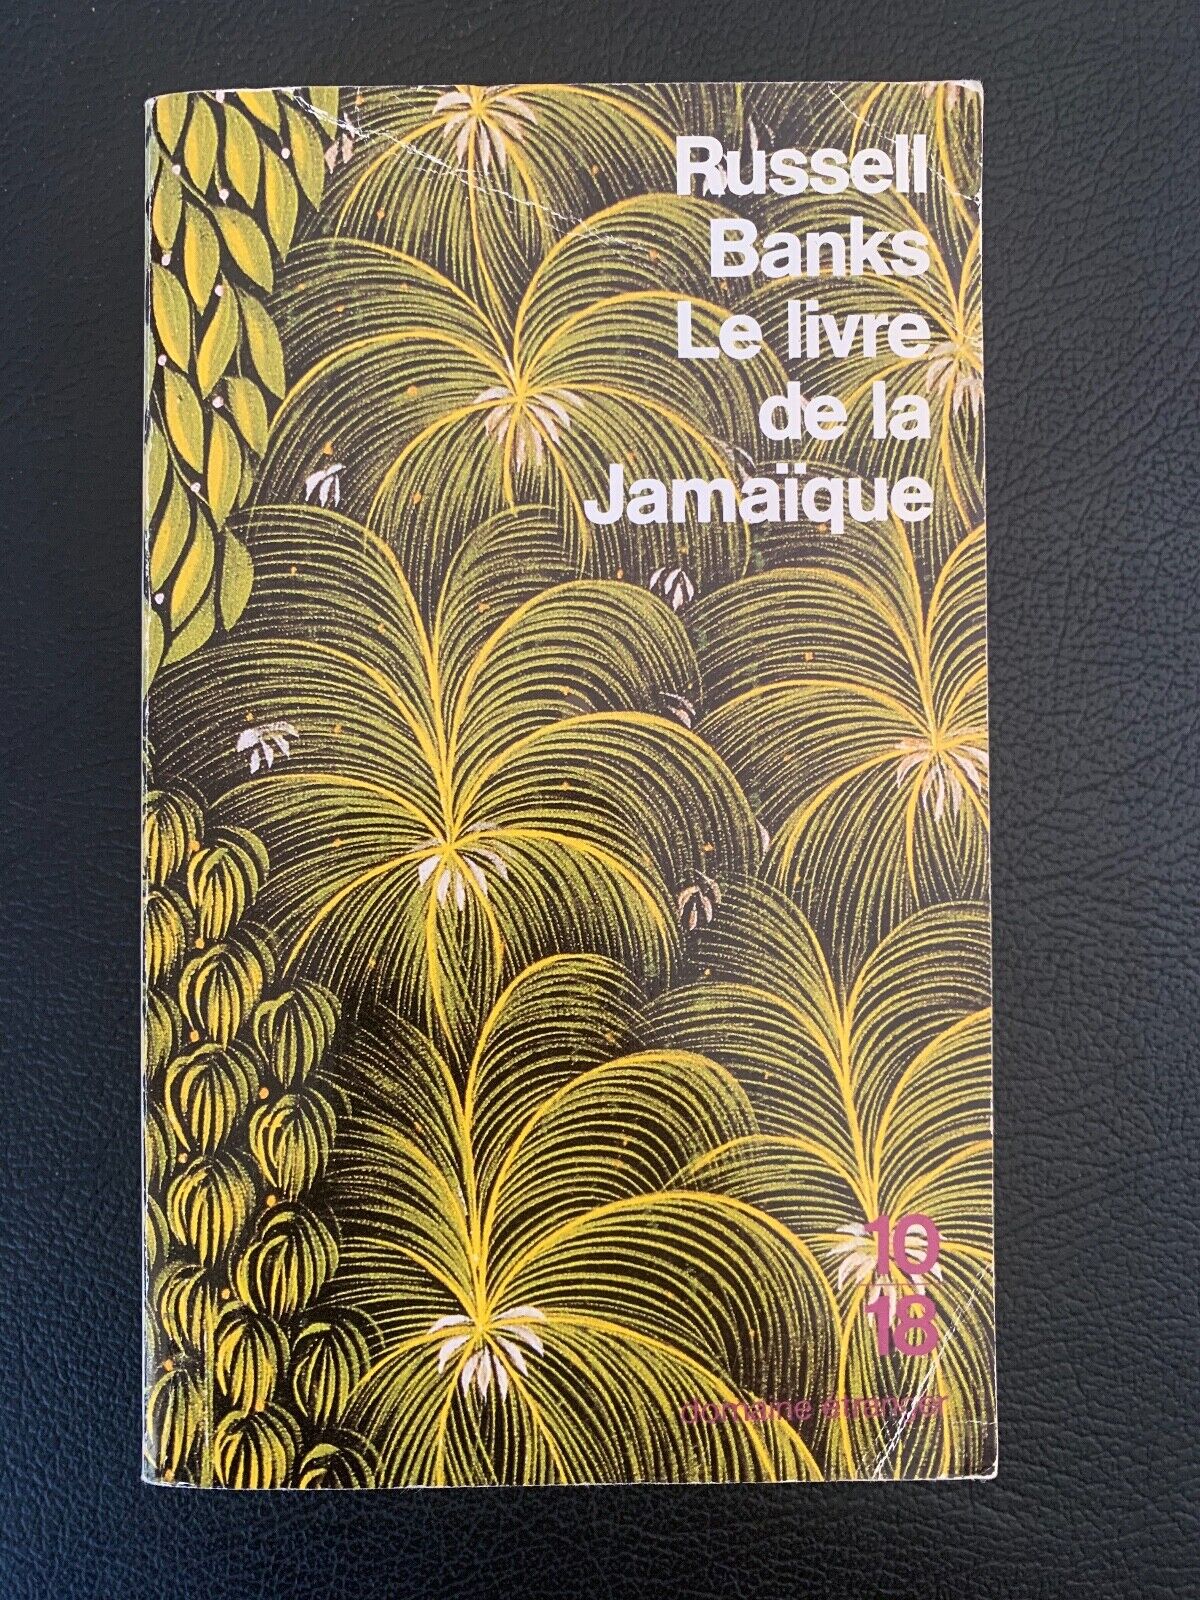 Russell
Banks
Le livre
de la
Jamaïque
10
18
domaine étranger